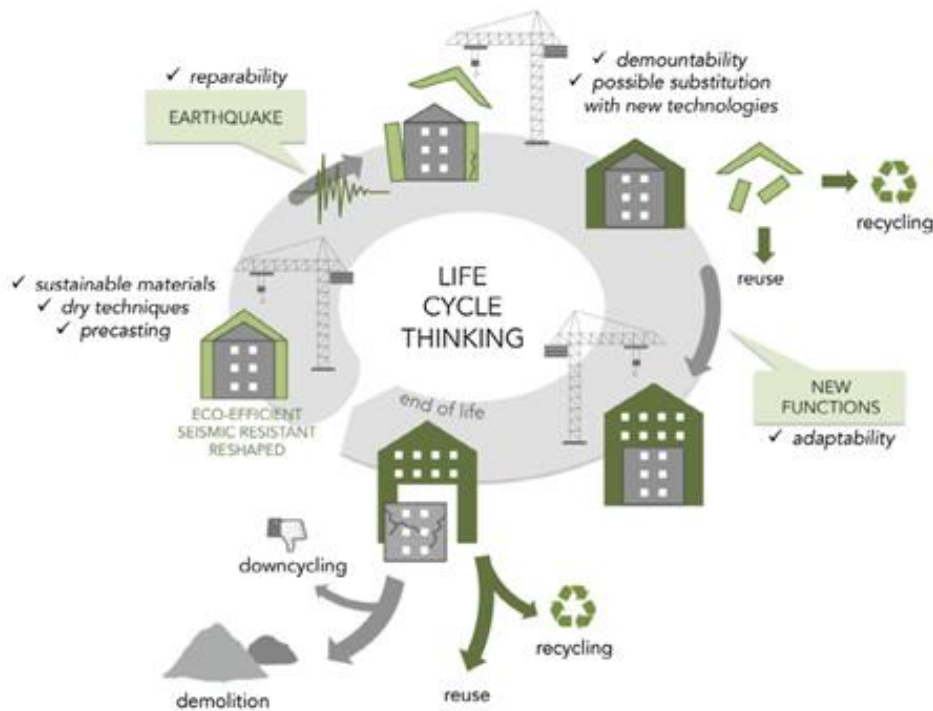 ✓ reparability
EARTHQUAKE
✓ demountability
✓ possible substitution
with new technologies
recycling
reuse
✓ sustainable materials
✓ dry techniques
✓ precasting
LIFE
CYCLE
THINKING
ECO-EFFICIENT
SEISMIC RESISTANT
RESHAPED
end of life
NEW
FUNCTIONS
✓ adaptability
downcycling
demolition
reuse
recycling